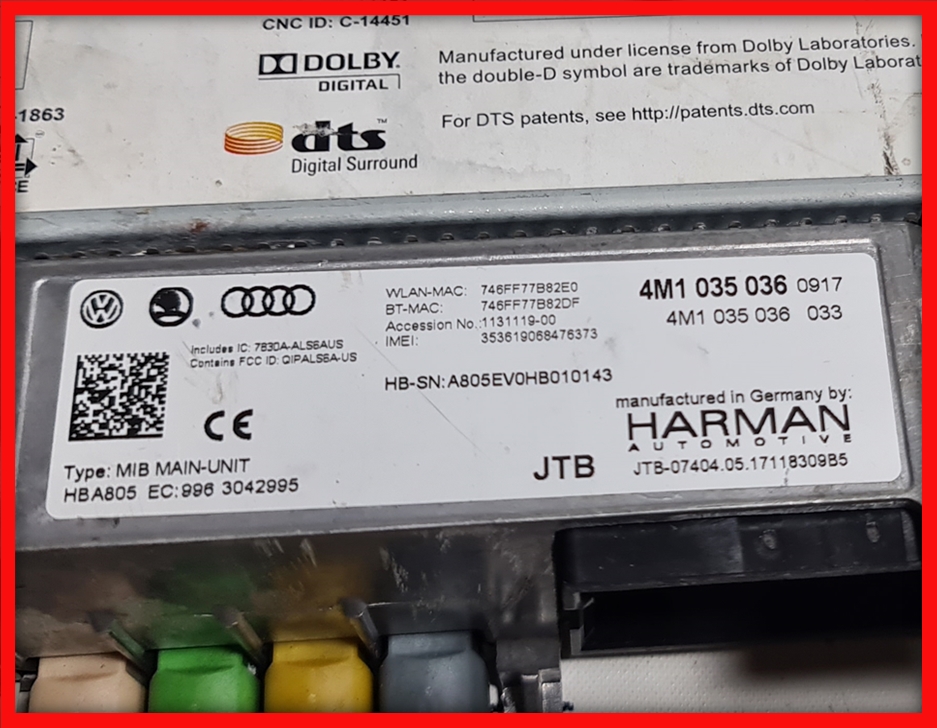 CNC ID: C-14451
DOLBY
DIGITAL
Manufactured under license from Dolby Laboratories.
the double-D symbol are trademarks of Dolby Laborat
-1863
dts™
Digital Surround
For DTS patents, see http://patents.dts.com
WLAN-MAC: 746FF77B82E0
BT-MAC: 746FF77B82DF
Accession No.:1131119-00
IMEI: 353619068476373
4M1 035 036 0917
4M1 035 036 033
Includes IC: 7830A-ALS6AUS
Contains FCC ID: QIPALS6A-US
HB-SN: A805EV0HB010143
CE
manufactured in Germany by:
HARMAN
AUTOMOTIVE
Type: MIB MAIN-UNIT
HBA805 EC:996 3042995
JTB
JTB-07404.05.17118309B5